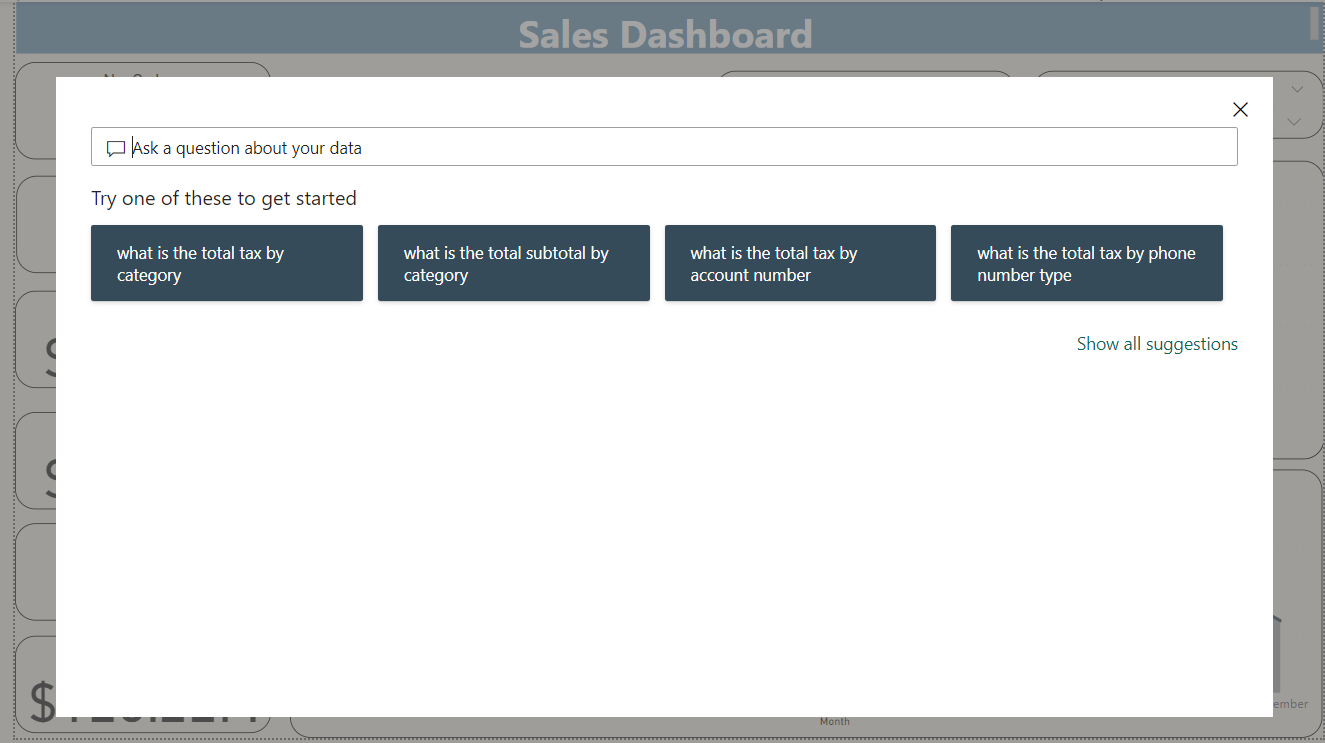 Sales Dashboard
Ask a question about your data
Try one of these to get started
what is the total tax by
category
what is the total subtotal by
category
what is the total tax by
account number
what is the total tax by phone
number type
Show all suggestions
$
ember
Month